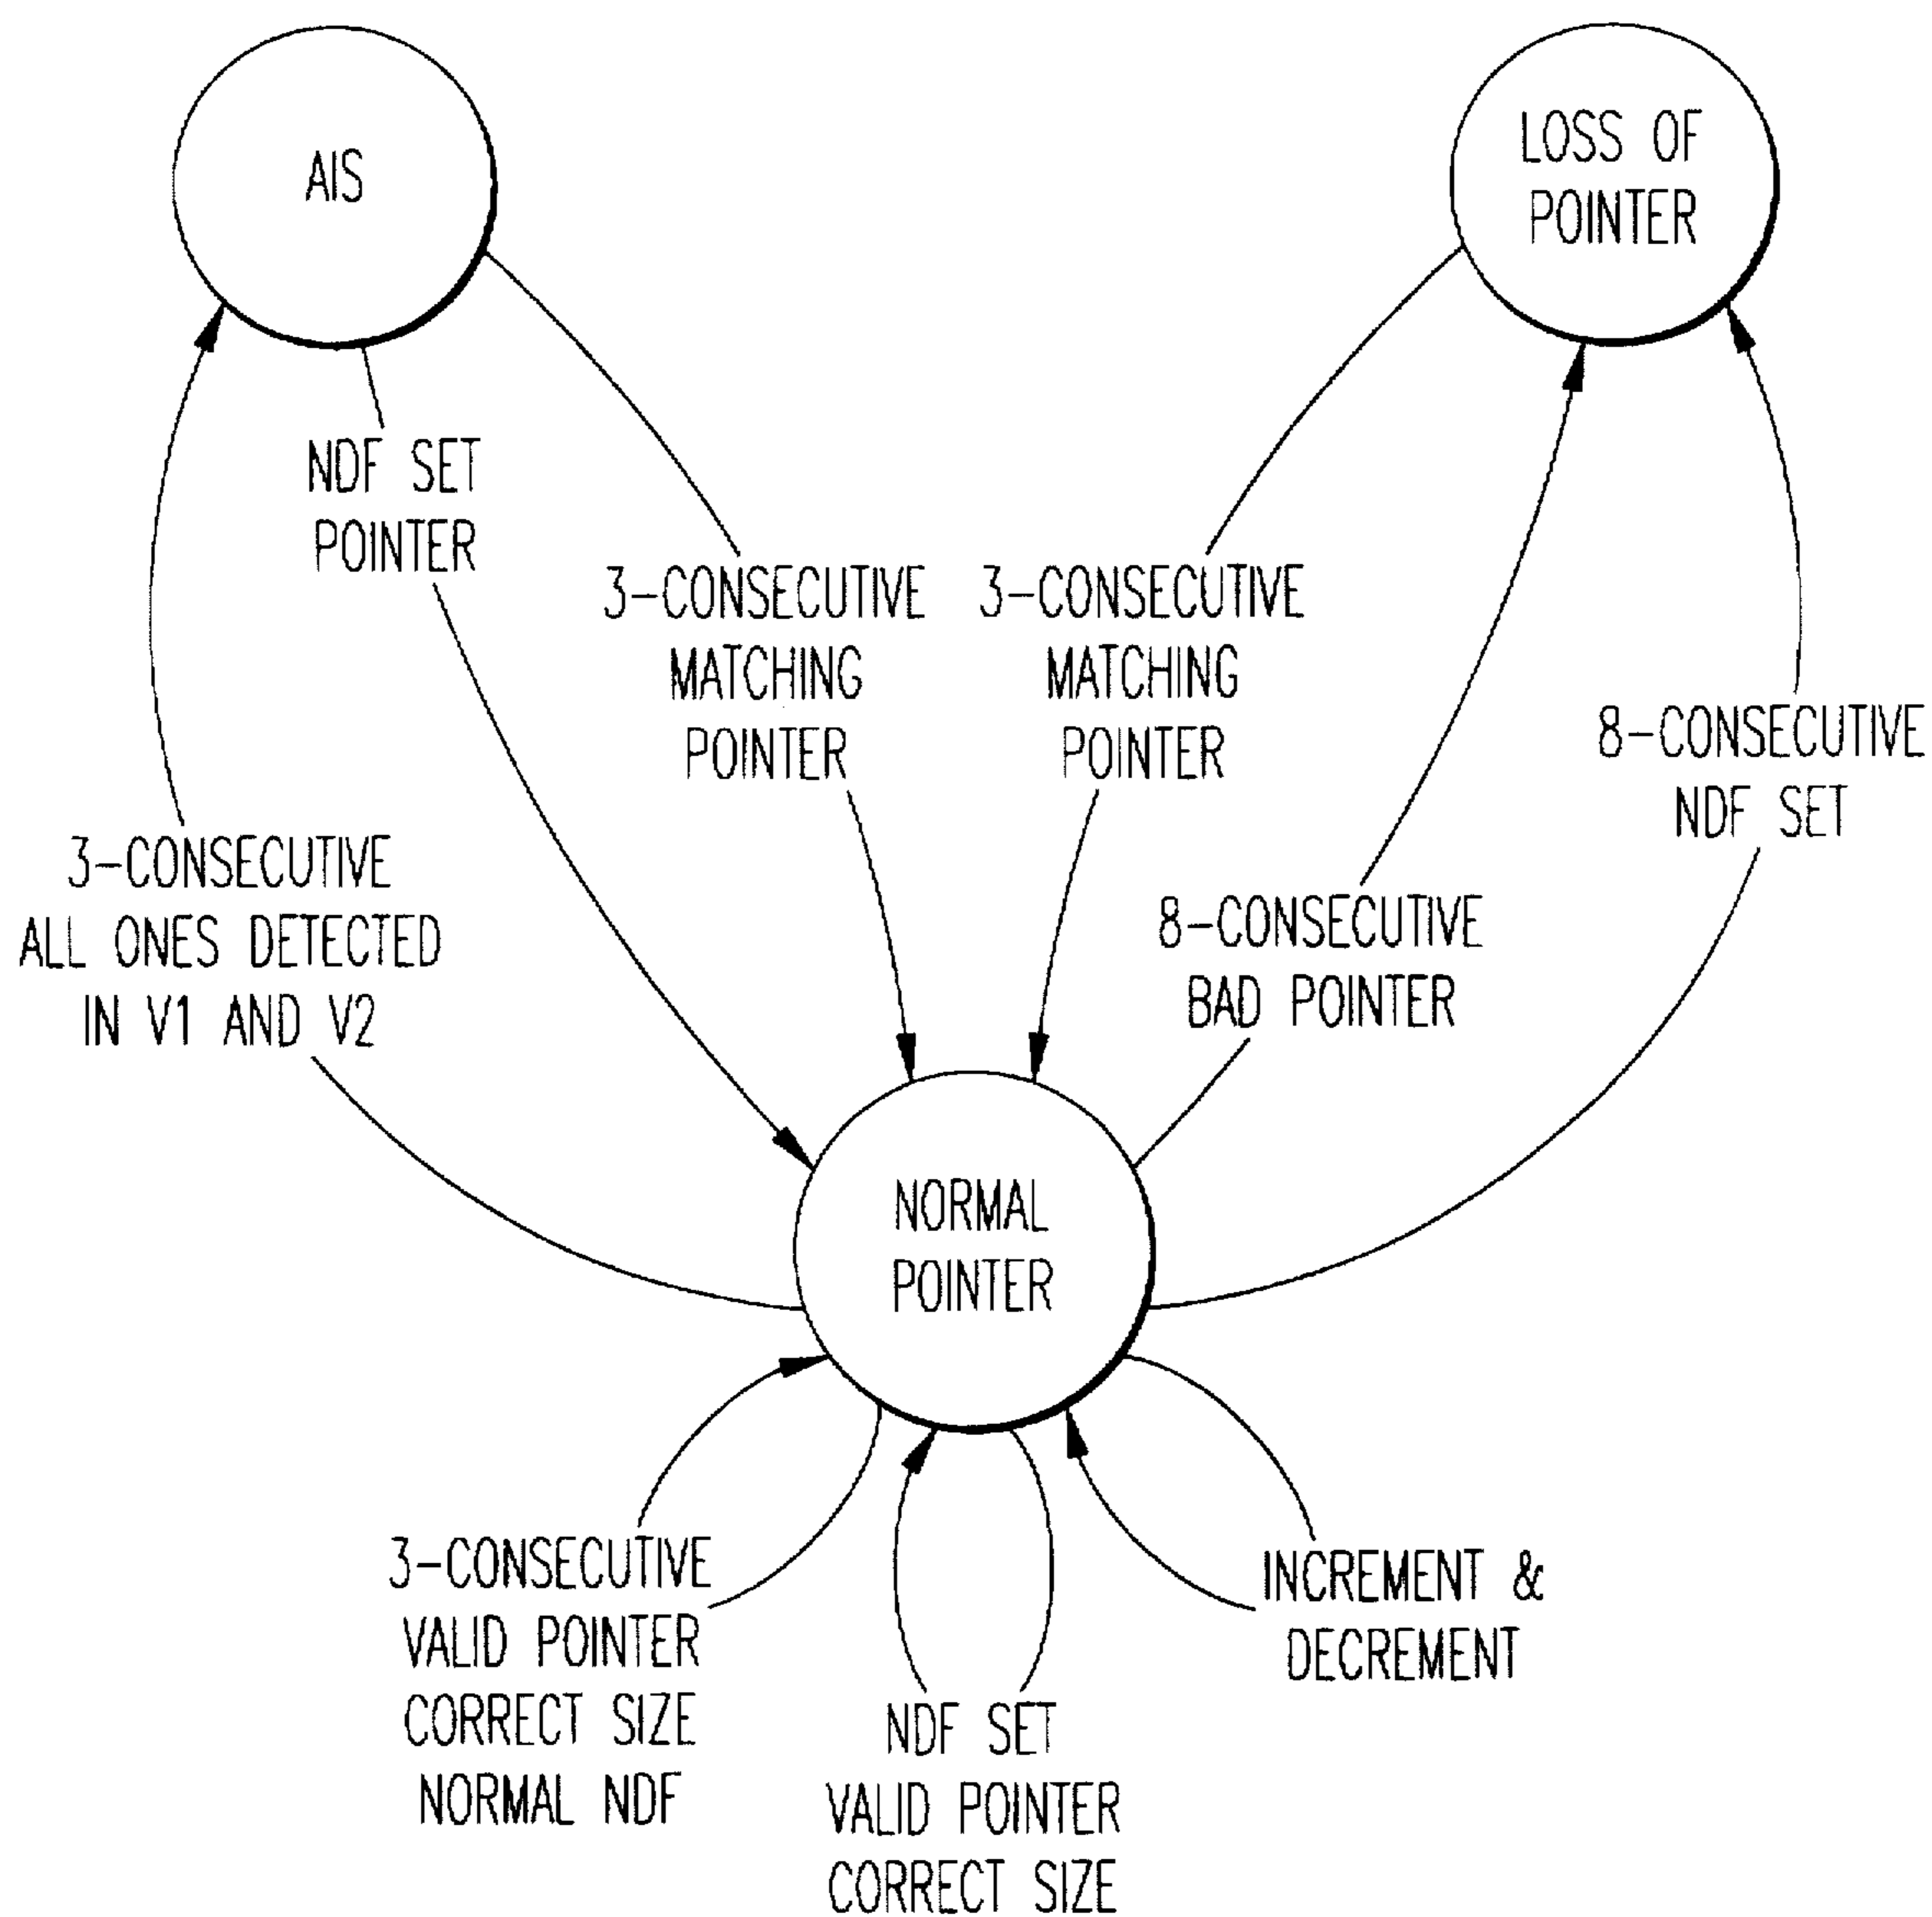 AIS
LOSS OF
POINTER
NDF SET
POINTER
3-CONSECUTIVE
MATCHING
POINTER
3-CONSECUTIVE
MATCHING
POINTER
8-CONSECUTIVE
NDF SET
3-CONSECUTIVE
ALL ONES DETECTED
IN V1 AND V2
8-CONSECUTIVE
BAD POINTER
NORMAL
POINTER
3-CONSECUTIVE
VALID POINTER
CORRECT SIZE
NORMAL NDF
NDF SET
VALID POINTER
CORRECT SIZE
INCREMENT &
DECREMENT